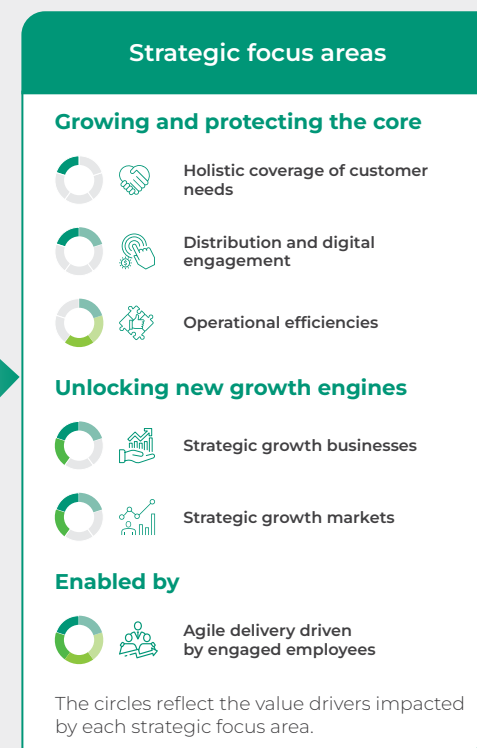 Strategic focus areas
Growing and protecting the core
Holistic coverage of customer
needs
Distribution and digital
engagement
Operational efficiencies
Unlocking new growth engines
Strategic growth businesses
Strategic growth markets
Enabled by
Agile delivery driven
by engaged employees
The circles reflect the value drivers impacted
by each strategic focus area.